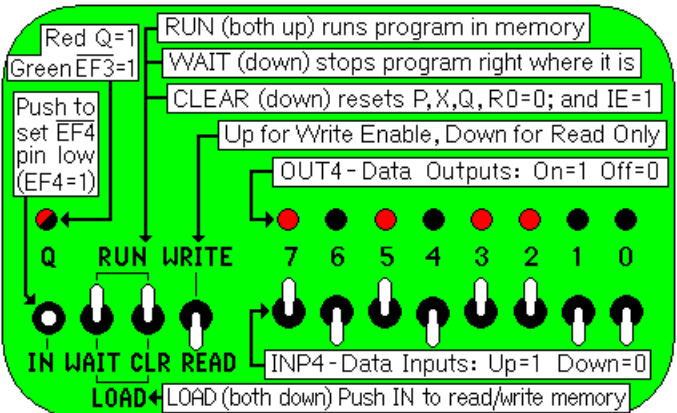 RUN (both up) runs program in memory
Red Q=1
Green E̅F̅3̅=1
WAIT (down) stops program right where it is
CLEAR (down) resets P,X,Q,R0=0; and IE=1
Push to
set E̅F̅4̅
pin low
(EF4=1)
Up for Write Enable, Down for Read Only
OUT4-Data Outputs: On=1 Off=0
Q RUN WRITE 7 6 5 4 3 2 1 0
IN WAIT CLR READ
INP4-Data Inputs: Up=1 Down=0
LOAD
LOAD (both down) Push IN to read/write memory